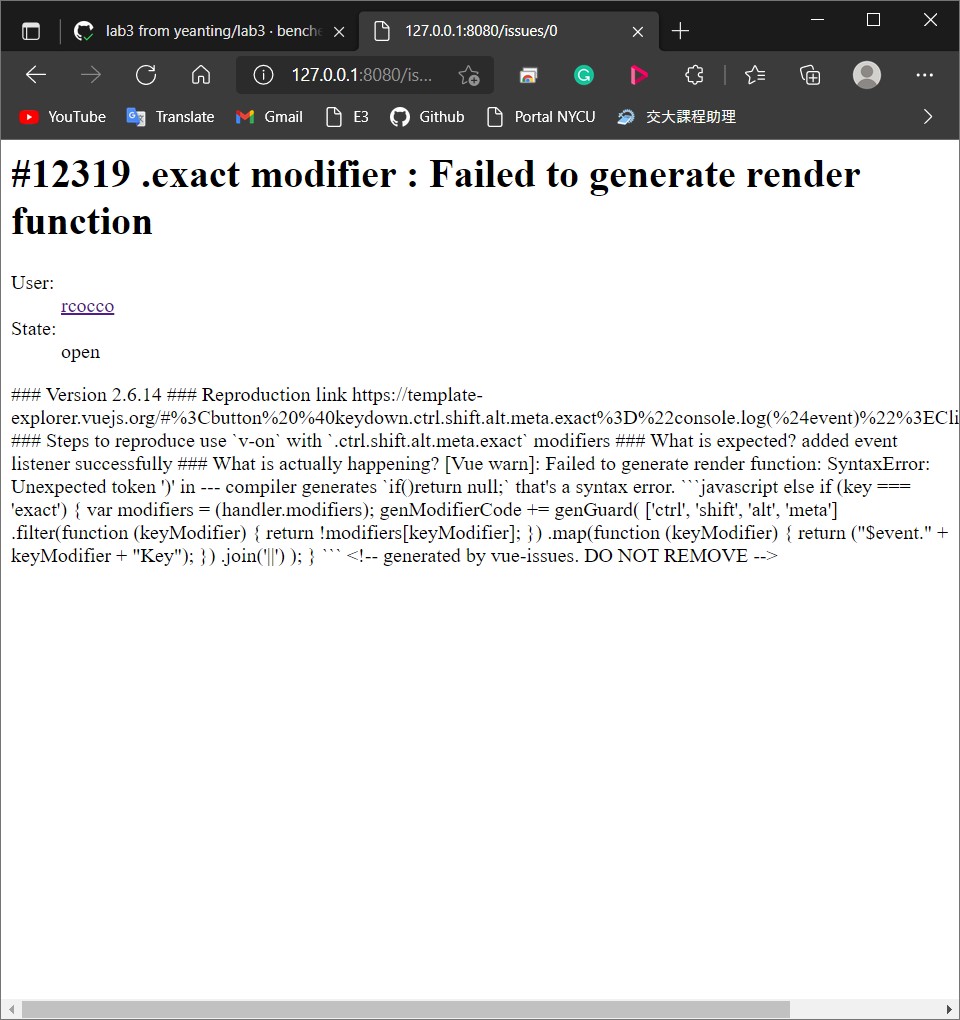 lab3 from yeanting/lab3 · benche
127.0.0.1:8080/issues/0
127.0.0.1:8080/is...
YouTube Translate Gmail E3 Github Portal NYCU 交大課程助理
#12319 .exact modifier : Failed to generate render
function
User:
rcocco
State:
open
### Version 2.6.14 ### Reproduction link https://template-
explorer.vuejs.org/#%3Cbutton%20%40keydown.ctrl.shift.alt.meta.exact%3D%22console.log(%24event)%22%3ECli
### Steps to reproduce use `v-on` with `.ctrl.shift.alt.meta.exact` modifiers ### What is expected? added event
listener successfully ### What is actually happening? [Vue warn]: Failed to generate render function: SyntaxError:
Unexpected token ')' in --- compiler generates `if()return null;` that's a syntax error. ```javascript else if (key ===
'exact') { var modifiers = (handler.modifiers); genModifierCode += genGuard( ['ctrl', 'shift', 'alt', 'meta']
.filter(function (keyModifier) { return !modifiers[keyModifier]; }) .map(function (keyModifier) { return ("$event." +
keyModifier + "Key"); }) .join('||') ); } ``` <!-- generated by vue-issues. DO NOT REMOVE -->